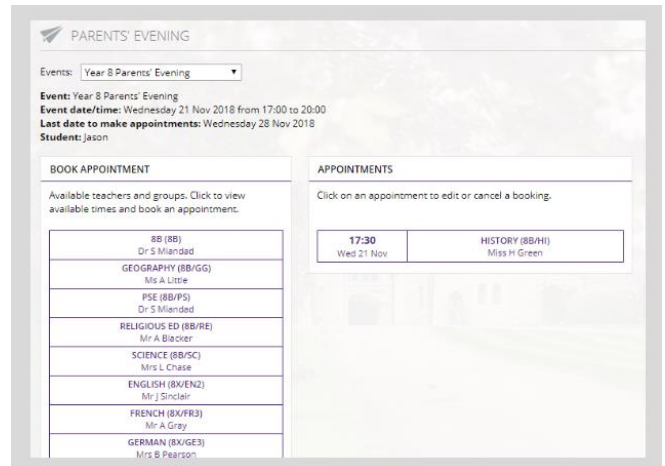 PARENTS' EVENING
Events: Year 8 Parents' Evening
Event: Year 8 Parents' Evening
Event date/time: Wednesday 21 Nov 2018 from 17:00 to 20:00
Last date to make appointments: Wednesday 28 Nov 2018
Student: Jason
BOOK APPOINTMENT
Available teachers and groups. Click to view
available times and book an appointment.
8B (8B)
Dr S Miandad
GEOGRAPHY (8B/GG)
Ms A Little
PSE (8B/PS)
Dr S Miandad
RELIGIOUS ED (8B/RE)
Mr A Blacker
SCIENCE (8B/SC)
Mrs L Chase
ENGLISH (8X/EN2)
Mr J Sinclair
FRENCH (8X/FR3)
Mr A Gray
GERMAN (8X/GE3)
Mrs B Pearson
APPOINTMENTS
Click on an appointment to edit or cancel a booking.
17:30
Wed 21 Nov
HISTORY (8B/HI)
Miss H Green